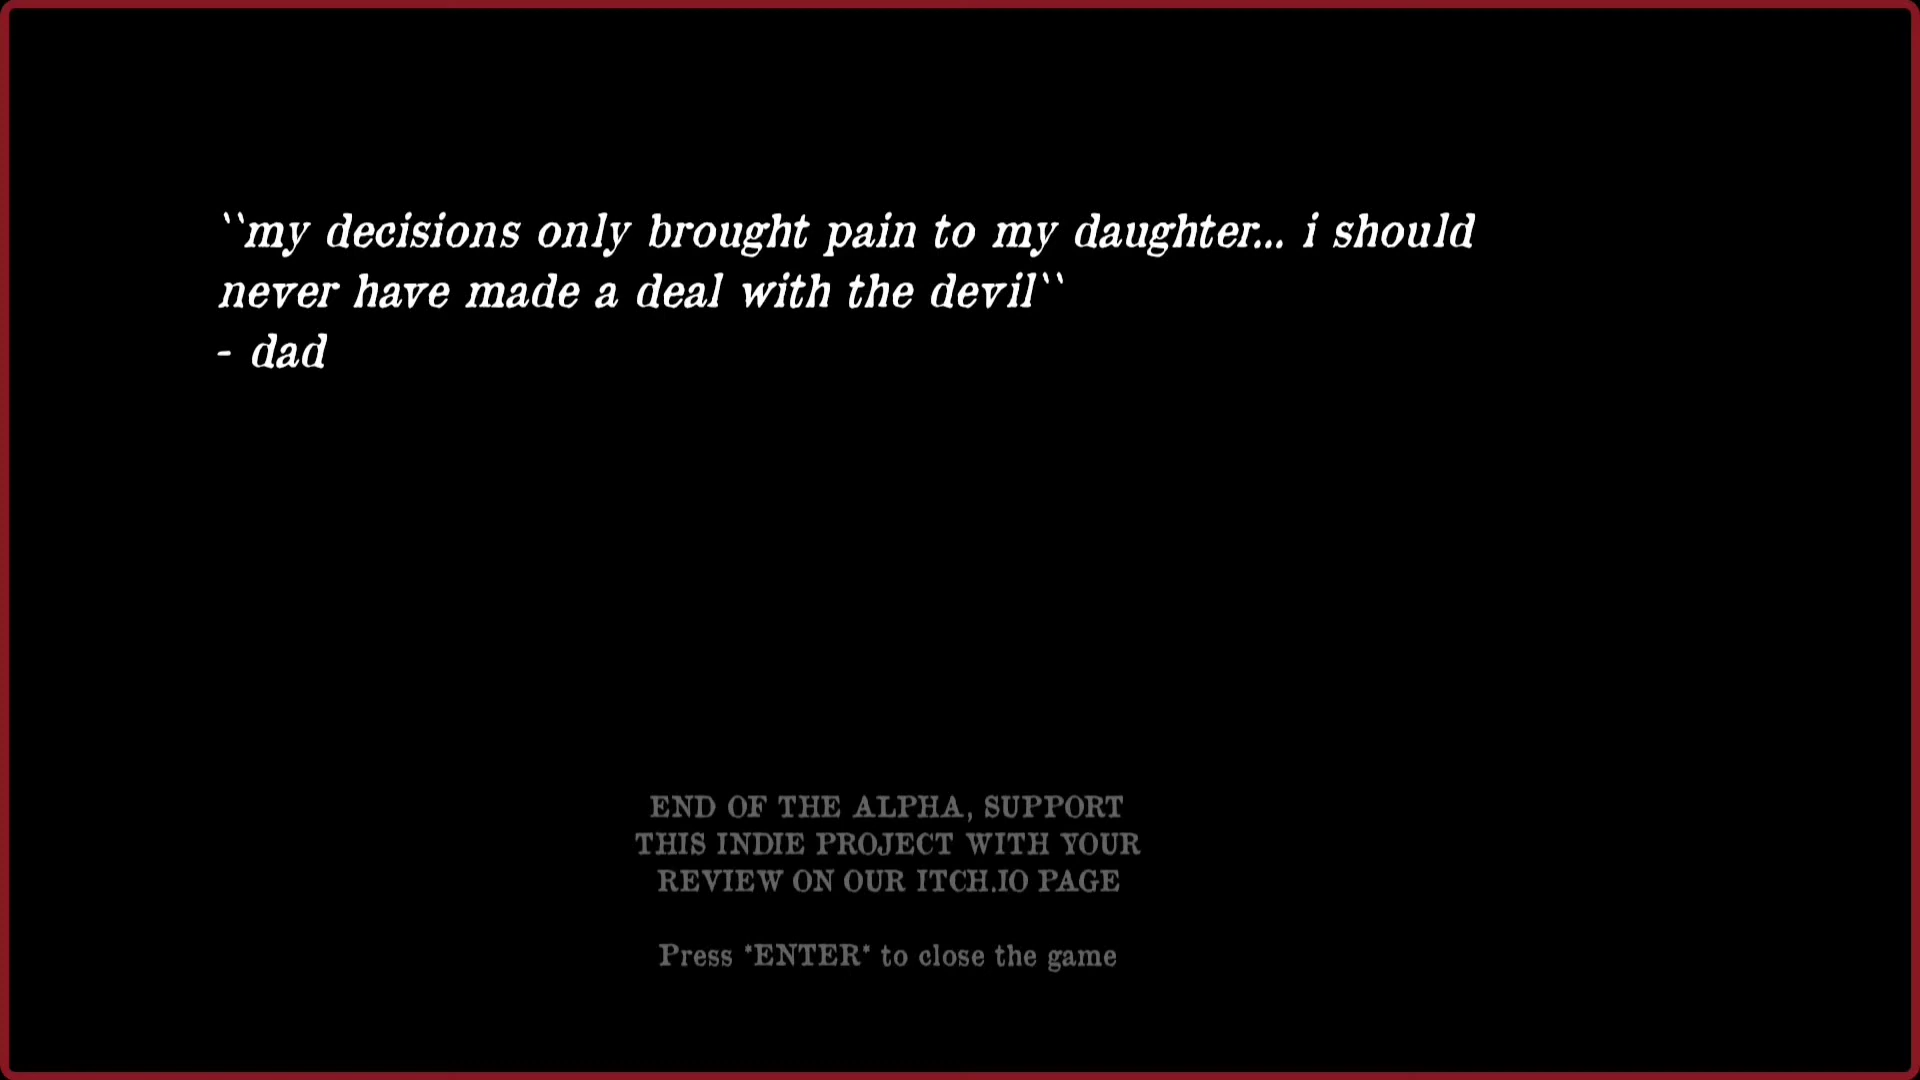 ``my decisions only brought pain to my daughter... i should
never have made a deal with the devil``
- dad
END OF THE ALPHA, SUPPORT
THIS INDIE PROJECT WITH YOUR
REVIEW ON OUR ITCH.IO PAGE
Press *ENTER* to close the game